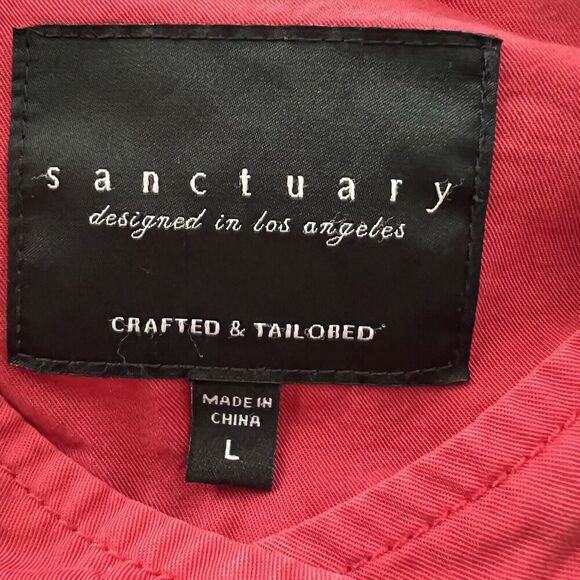 sanctuary
designed in los angeles
CRAFTED & TAILORED
MADE IN
CHINA
L